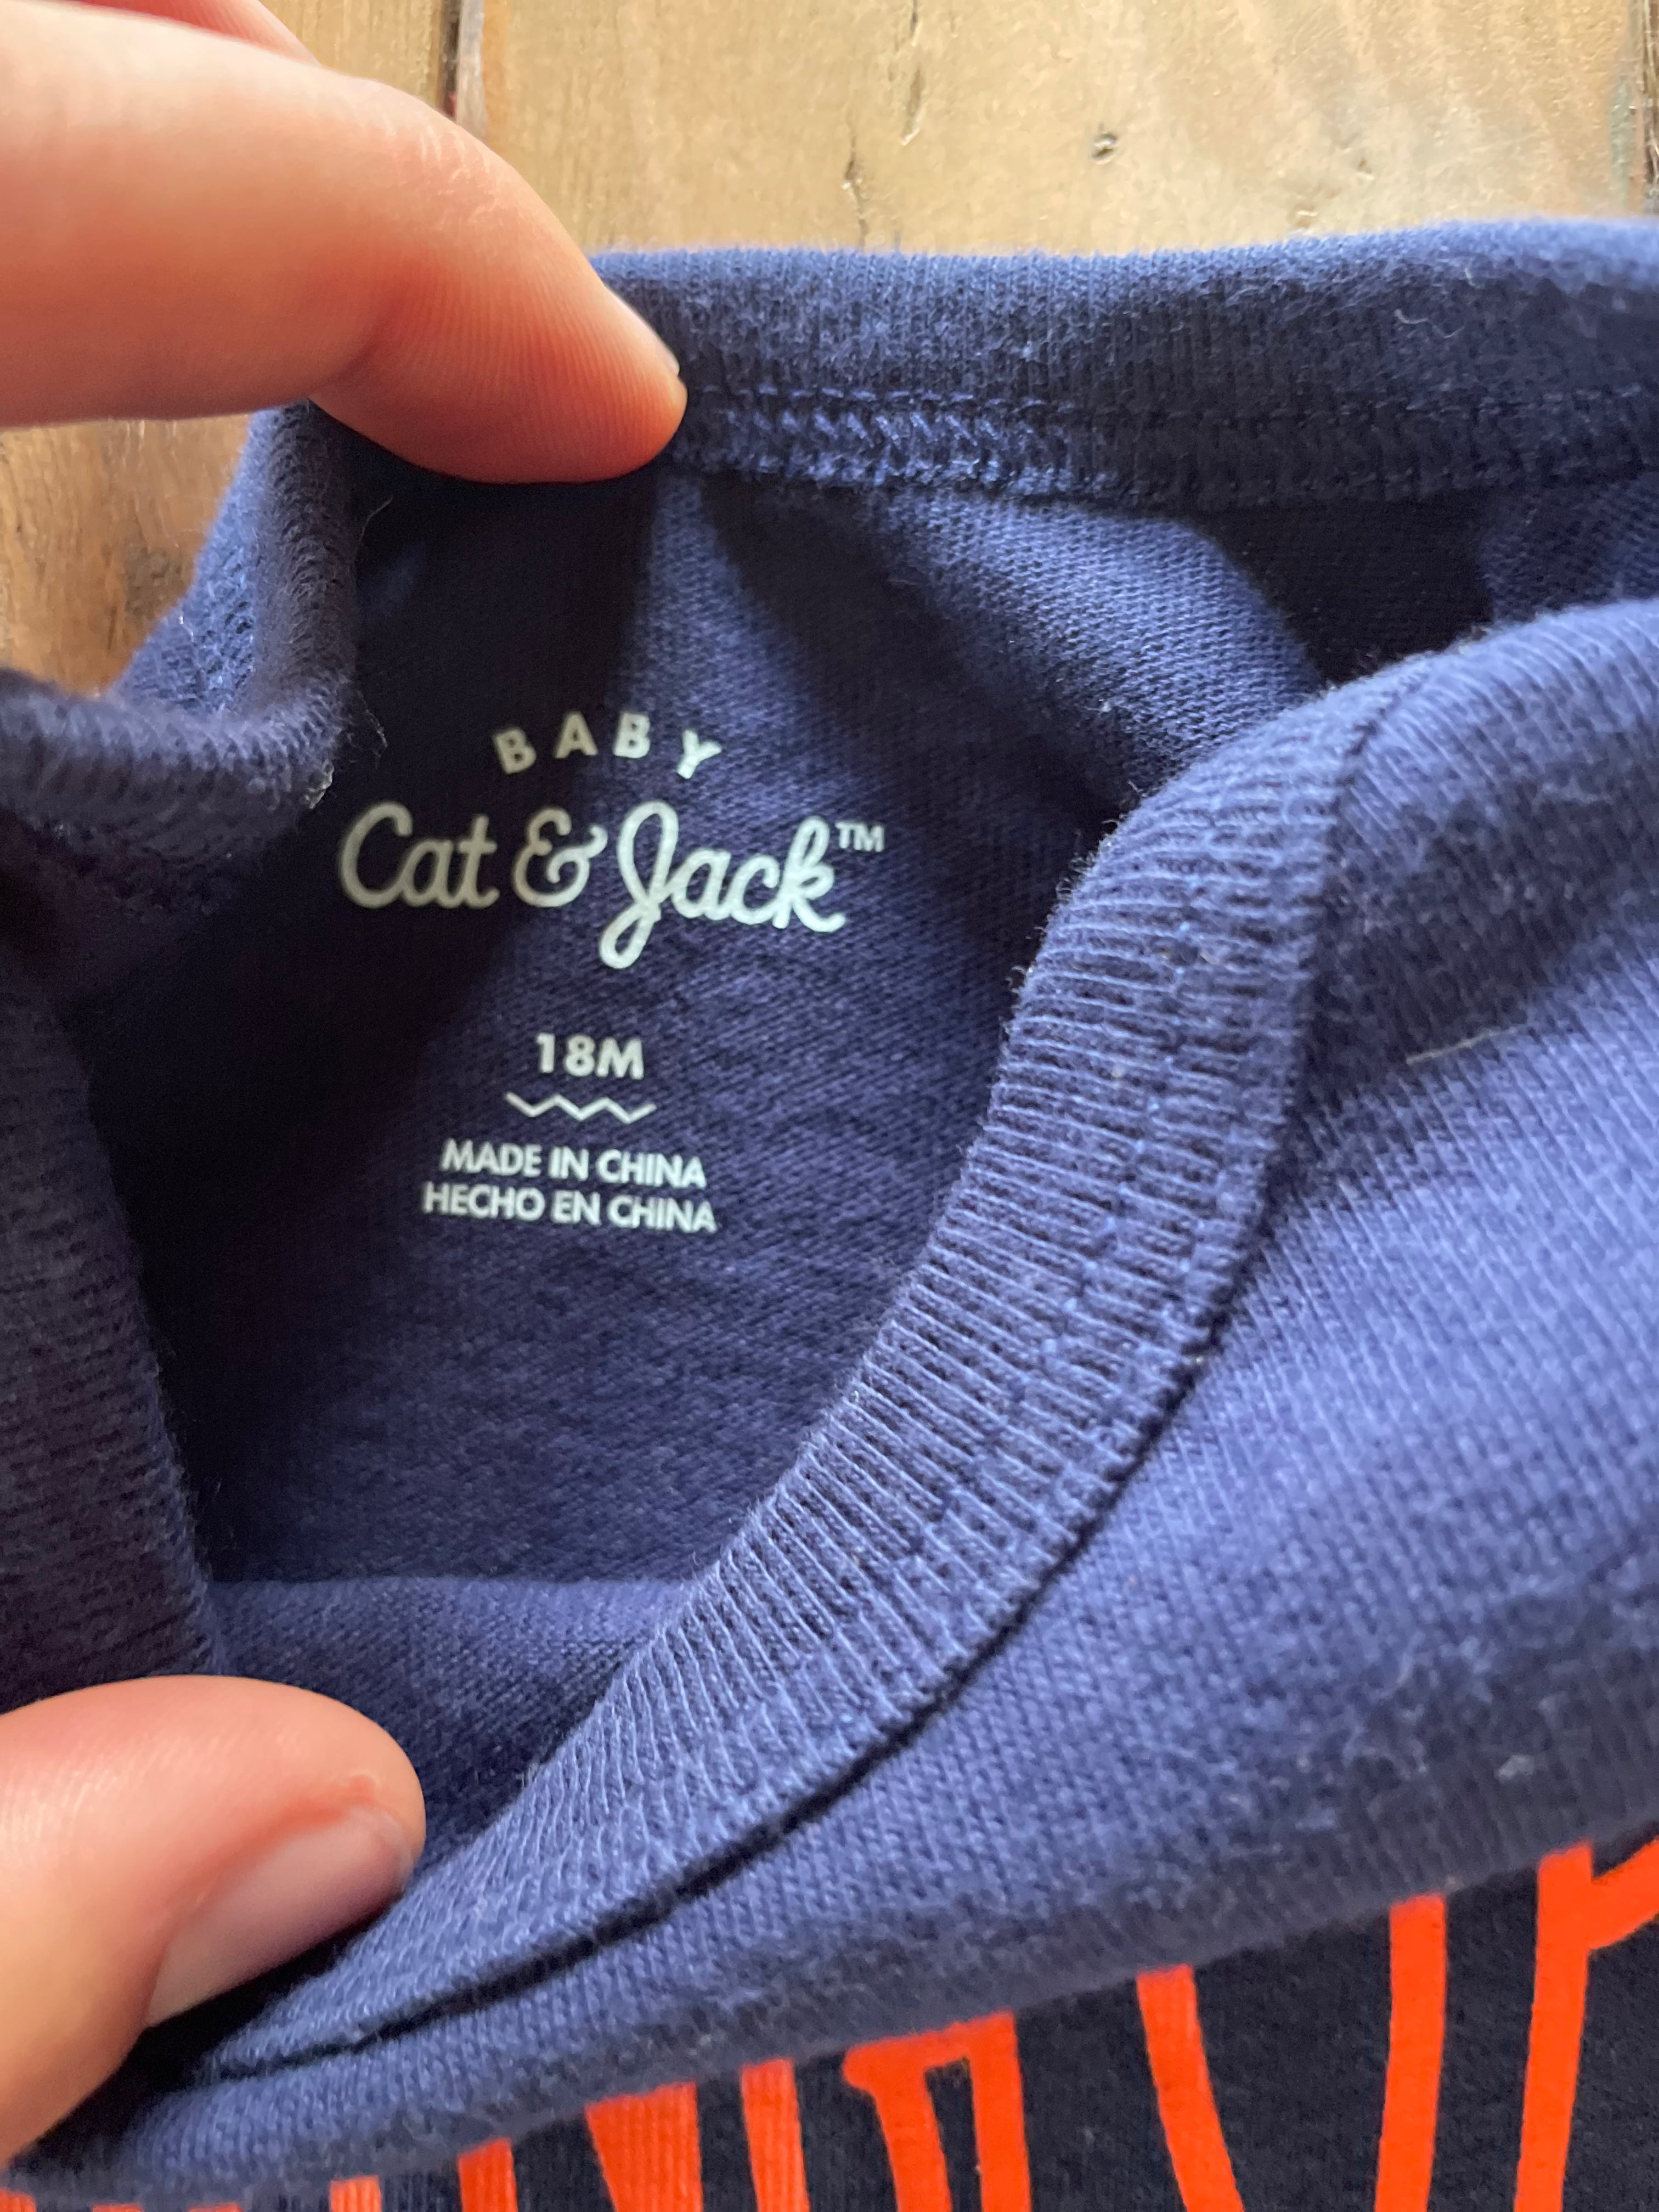 BABY
Cat & Jack™
18M
MADE IN CHINA
HECHO EN CHINA